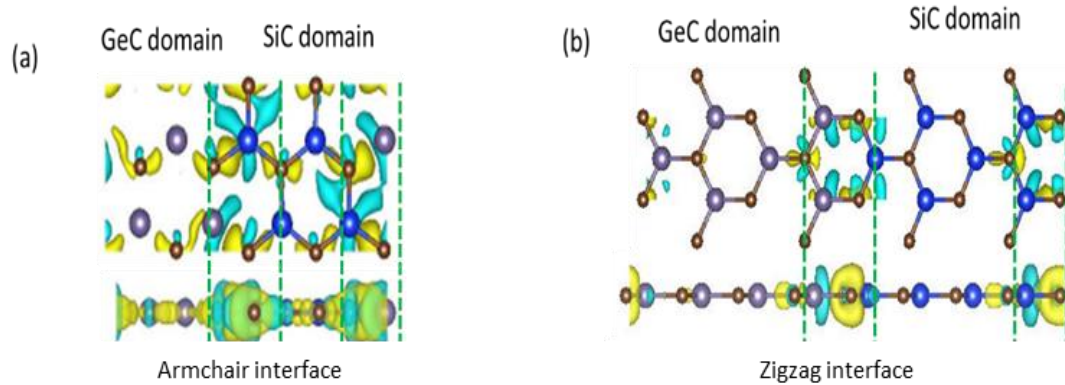 (a)
GeC domain
SiC domain
Armchair interface
(b)
GeC domain
SiC domain
Zigzag interface